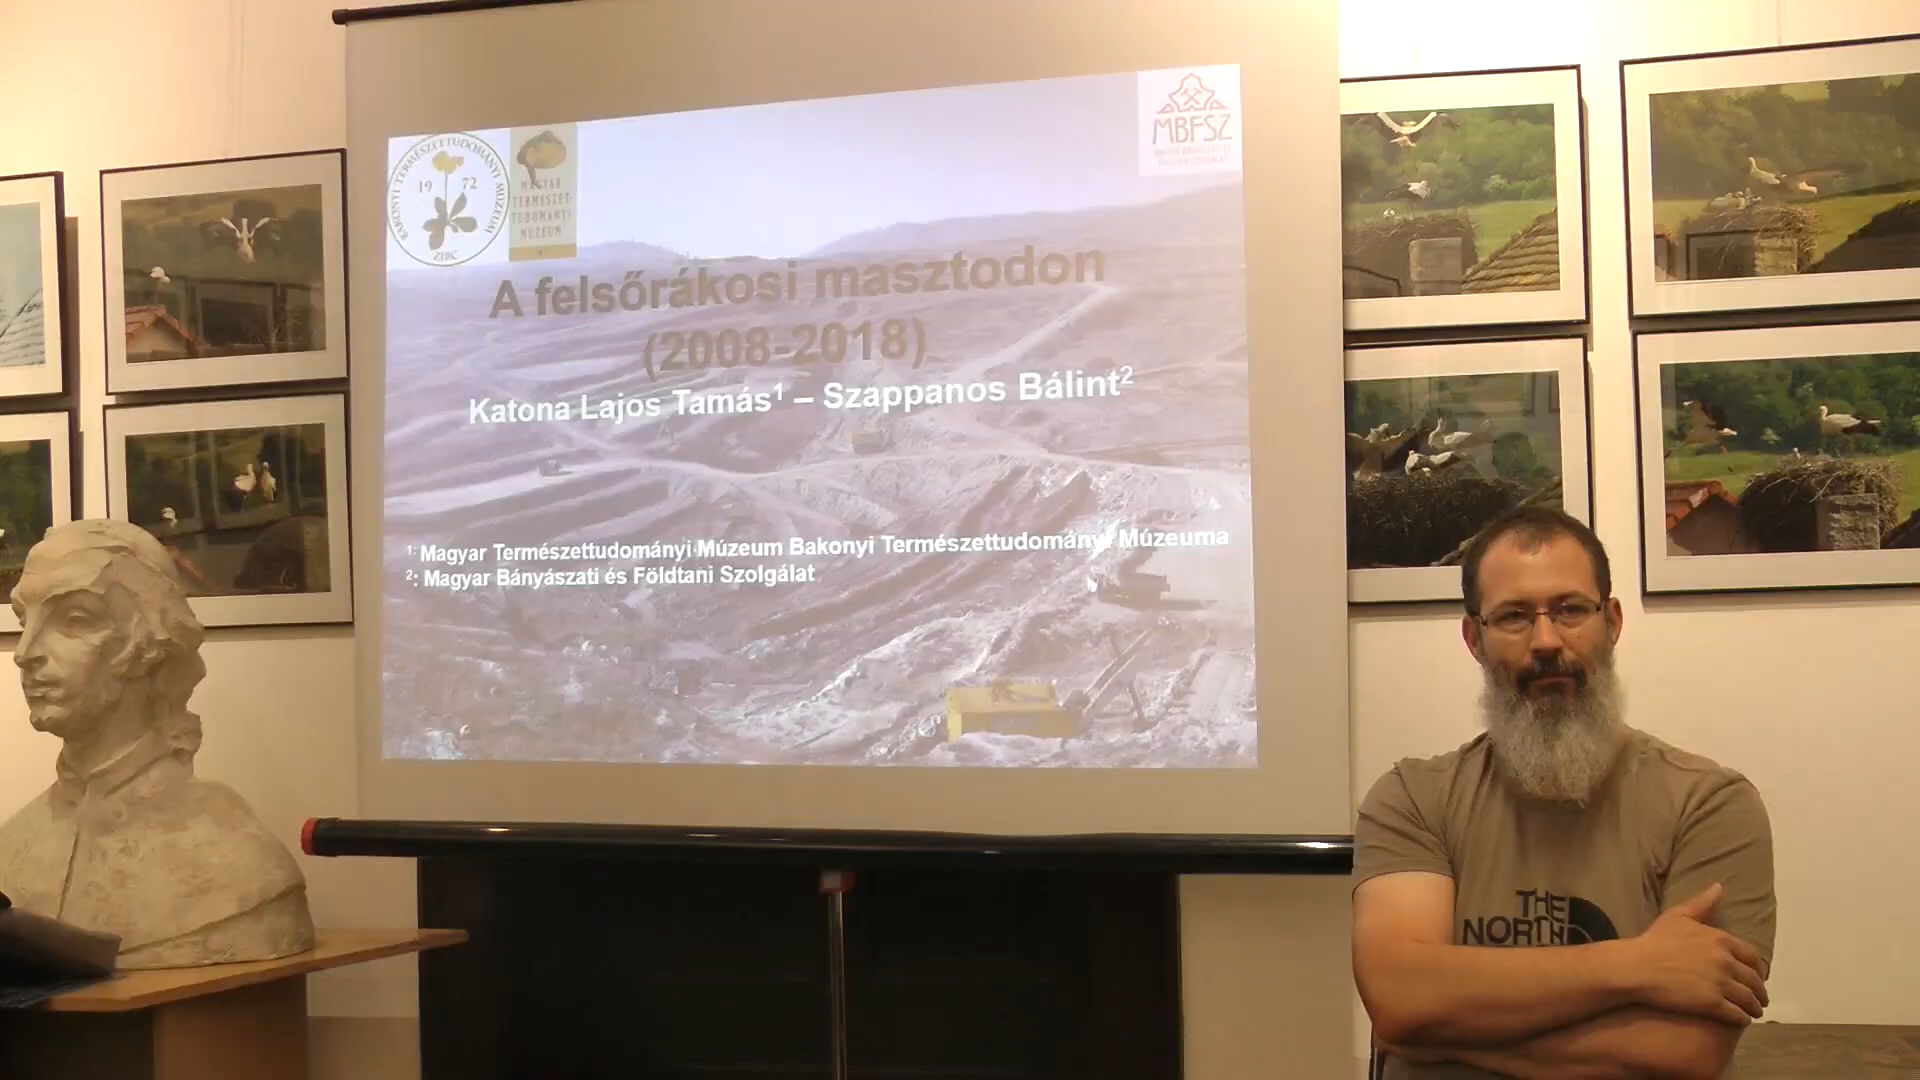 BAKONYI TERMÉSZETTUDOMÁNYI MÚZEUM
19 72
ZIRC
MAGYAR
TERMÉSZET-
TUDOMÁNYI
MÚZEUM
MBFSZ
A felsőrákosi masztodon
(2008-2018)
Katona Lajos Tamás¹ – Szappanos Bálint²
¹: Magyar Természettudományi Múzeum Bakonyi Természettudományi Múzeuma
²: Magyar Bányászati és Földtani Szolgálat
THE
NORTH